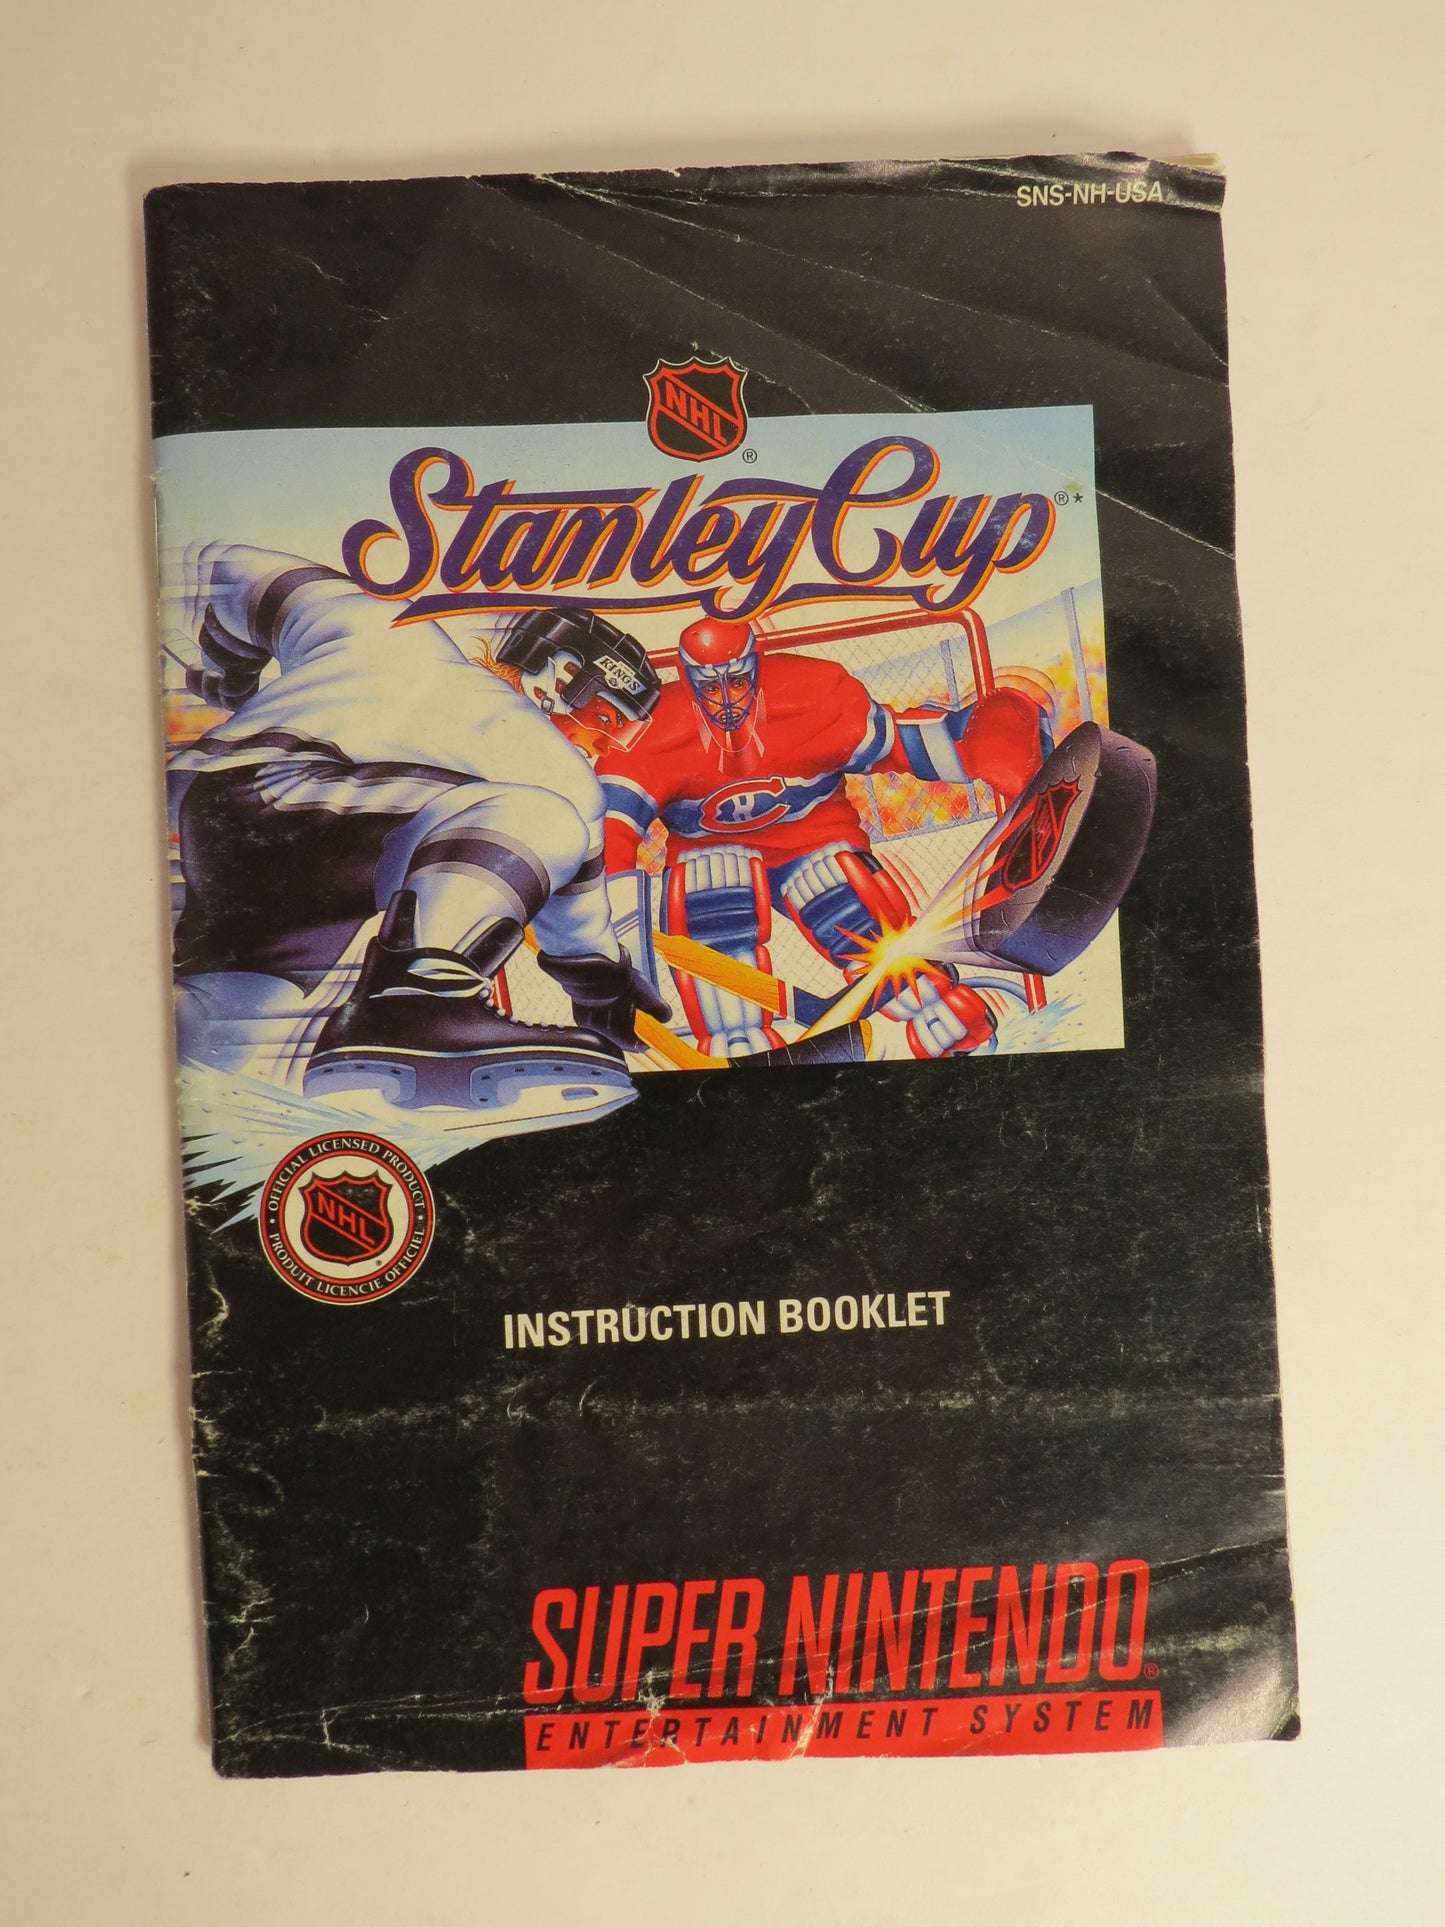 SNS-NH-USA
NHL
®
Stanley Cup®*
KINGS
CH
OFFICIAL LICENSED PRODUCT
NHL
®
PRODUIT LICENCIE OFFICIEL
INSTRUCTION BOOKLET
SUPER NINTENDO®
ENTERTAINMENT SYSTEM